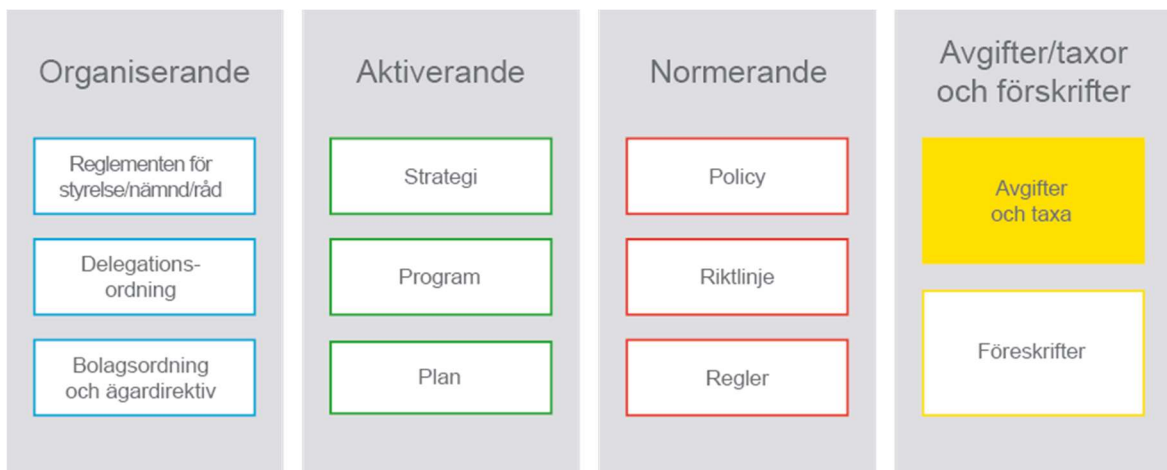 Organiserande
Reglementen för
styrelse/nämnd/råd
Delegations-
ordning
Bolagsordning
och ägardirektiv
Aktiverande
Strategi
Program
Plan
Normerande
Policy
Riktlinje
Regler
Avgifter/taxor
och förskrifter
Avgifter
och taxa
Föreskrifter